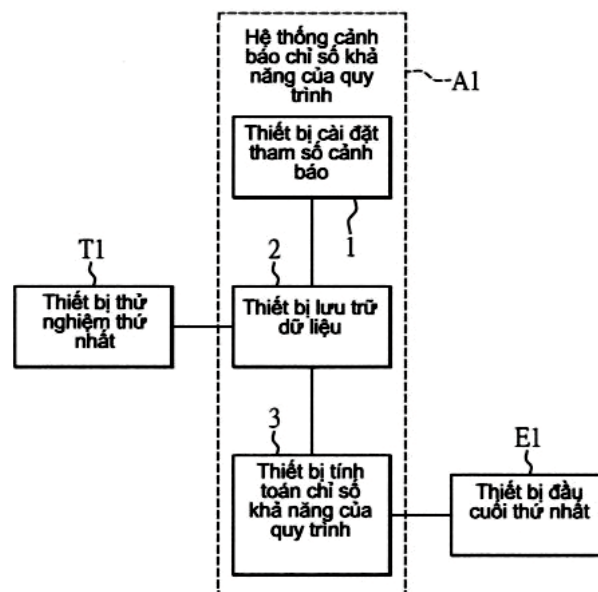 Hệ thống cảnh
báo chỉ số khả
năng của quy
trình
A1
Thiết bị cài đặt
tham số cảnh
báo
1
T1
2
Thiết bị thử
nghiệm thứ
nhất
Thiết bị lưu trữ
dữ liệu
3
E1
Thiết bị tính
toán chỉ số
khả năng của
quy trình
Thiết bị đầu
cuối thứ nhất